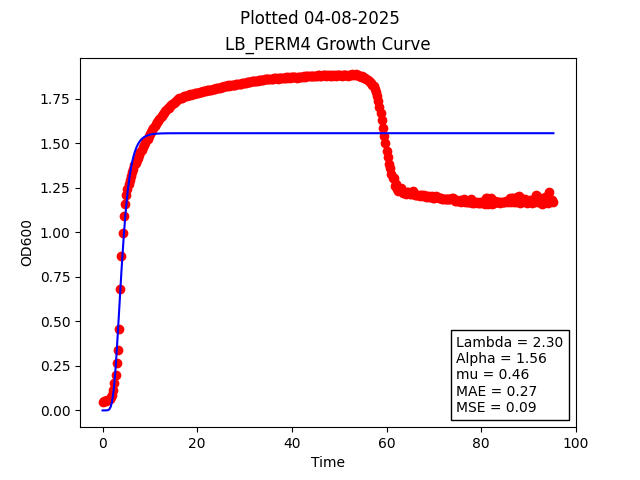 Plotted 04-08-2025
LB_PERM4 Growth Curve
OD600
1.75
1.50
1.25
1.00
0.75
0.50
0.25
0.00
Lambda = 2.30
Alpha = 1.56
mu = 0.46
MAE = 0.27
MSE = 0.09
0 20 40 60 80 100
Time